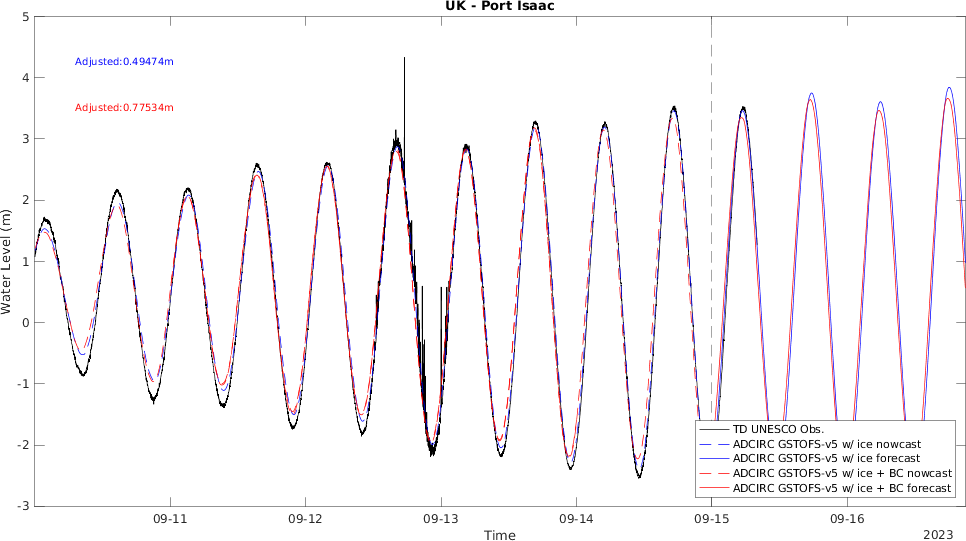 UK - Port Isaac
5
4
3
2
1
0
-1
-2
-3
Water Level (m)
Adjusted:0.49474m
Adjusted:0.77534m
TD UNESCO Obs.
ADCIRC GSTOFS-v5 w/ ice nowcast
ADCIRC GSTOFS-v5 w/ ice forecast
ADCIRC GSTOFS-v5 w/ ice + BC nowcast
ADCIRC GSTOFS-v5 w/ ice + BC forecast
09-11
09-12
09-13
09-14
09-15
09-16
Time
2023